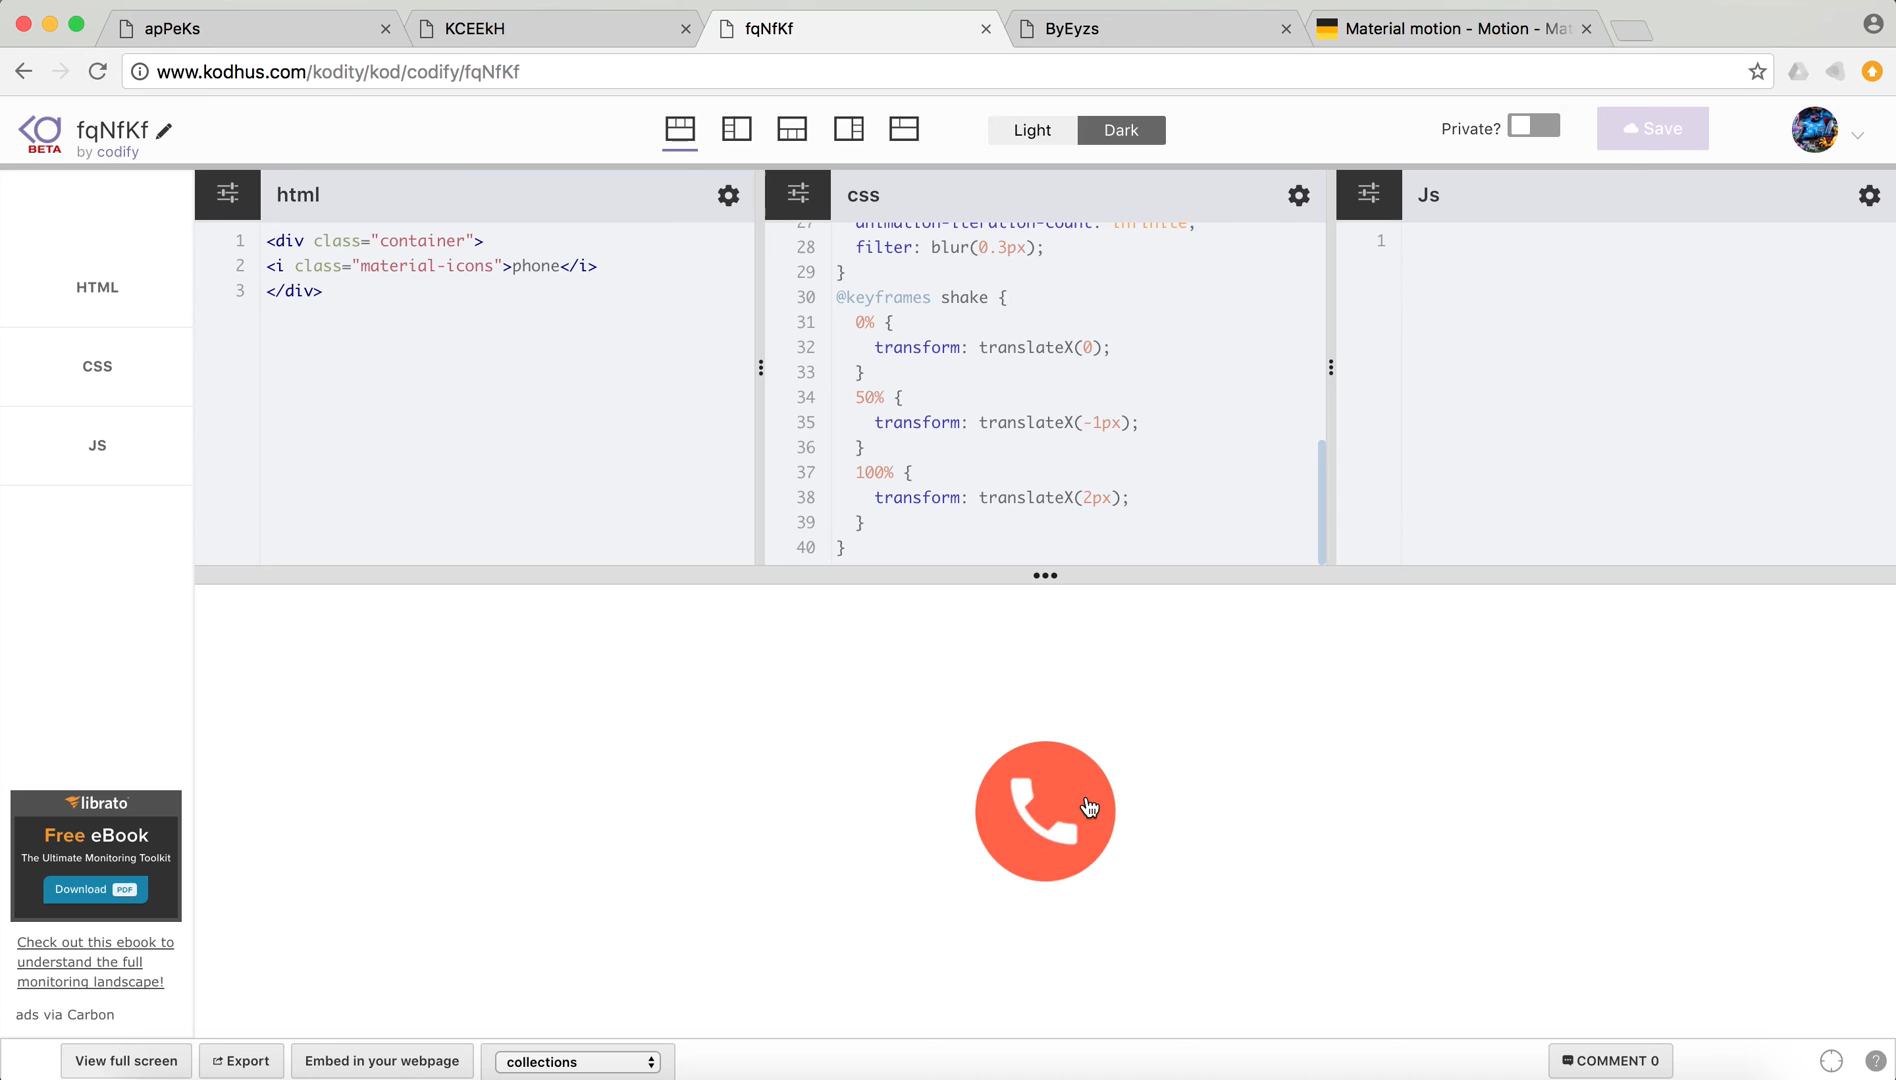 apPeKs
KCEEkH
fqNfKf
ByEyzs
Material motion - Motion - Mat
www.kodhus.com/kodity/kod/codify/fqNfKf
BETA
fqNfKf
by codify
Light
Dark
Private?
Save
HTML
CSS
JS
html
1 <div class="container">
2 <i class="material-icons">phone</i>
3 </div>
css
27 animation-iteration-count: infinite;
28 filter: blur(0.3px);
29 }
30 @keyframes shake {
31 0% {
32 transform: translateX(0);
33 }
34 50% {
35 transform: translateX(-1px);
36 }
37 100% {
38 transform: translateX(2px);
39 }
40 }
Js
1
librato
Free eBook
The Ultimate Monitoring Toolkit
Download PDF
Check out this ebook to
understand the full
monitoring landscape!
ads via Carbon
View full screen
Export
Embed in your webpage
collections
COMMENT 0
?